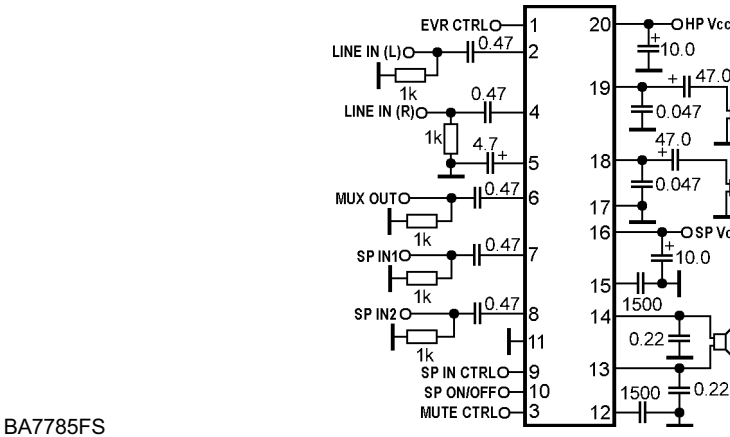 EVR CTRL 1 20 HP Vcc
LINE IN (L) 0.47 2 + 10.0
1k 19 + 47.0
LINE IN (R) 0.47 4 0.047
1k 4.7 + 5 18 47.0 +
MUX OUT 0.47 6 0.047
1k 17
16 SP Vc
SP IN1 0.47 7 + 10.0
1k 15 1500
SP IN2 0.47 8 14
1k 11 0.22
SP IN CTRL 9 13
SP ON/OFF 10 1500 0.22
MUTE CTRL 3 12
BA7785FS